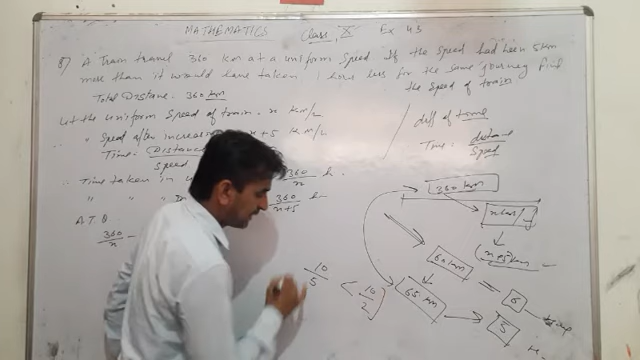 MATHEMATICS Class X Ex 4.3
Q) A Train travel 360 km at a uniform speed If the speed had been 5km
more than it would have taken 1 hour less for the same journey Find
the speed of train
Total Distance = 360 km
Let the uniform speed of train = x km/h
" Speed after increa x+5 km/h
Time = Distance / Speed
" Time taken in 360/x h
" " 360/x+5 h
A.T.Q
360/x -
diff of time
Time = distance / speed
360 km
(x+5)km
60 km = 6
65 km 5
10/5 < 10/2